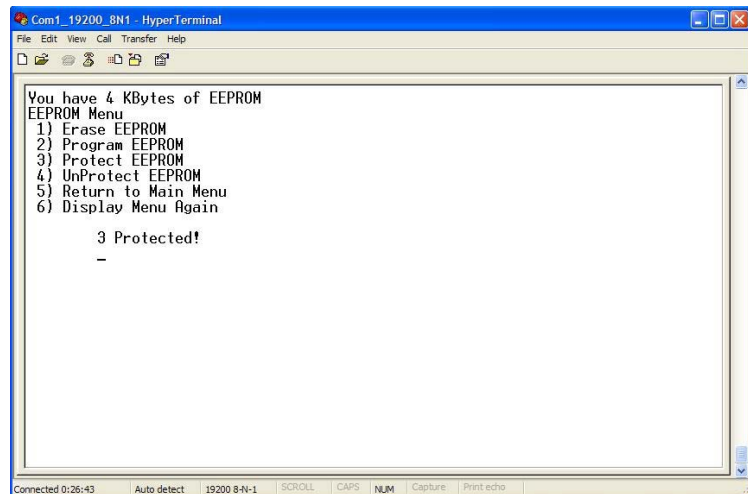 Com1_19200_8N1 - HyperTerminal
File Edit View Call Transfer Help
You have 4 KBytes of EEPROM
EEPROM Menu
1) Erase EEPROM
2) Program EEPROM
3) Protect EEPROM
4) UnProtect EEPROM
5) Return to Main Menu
6) Display Menu Again
3 Protected!
_
Connected 0:26:43 Auto detect 19200 8-N-1 SCROLL CAPS NUM Capture Print echo